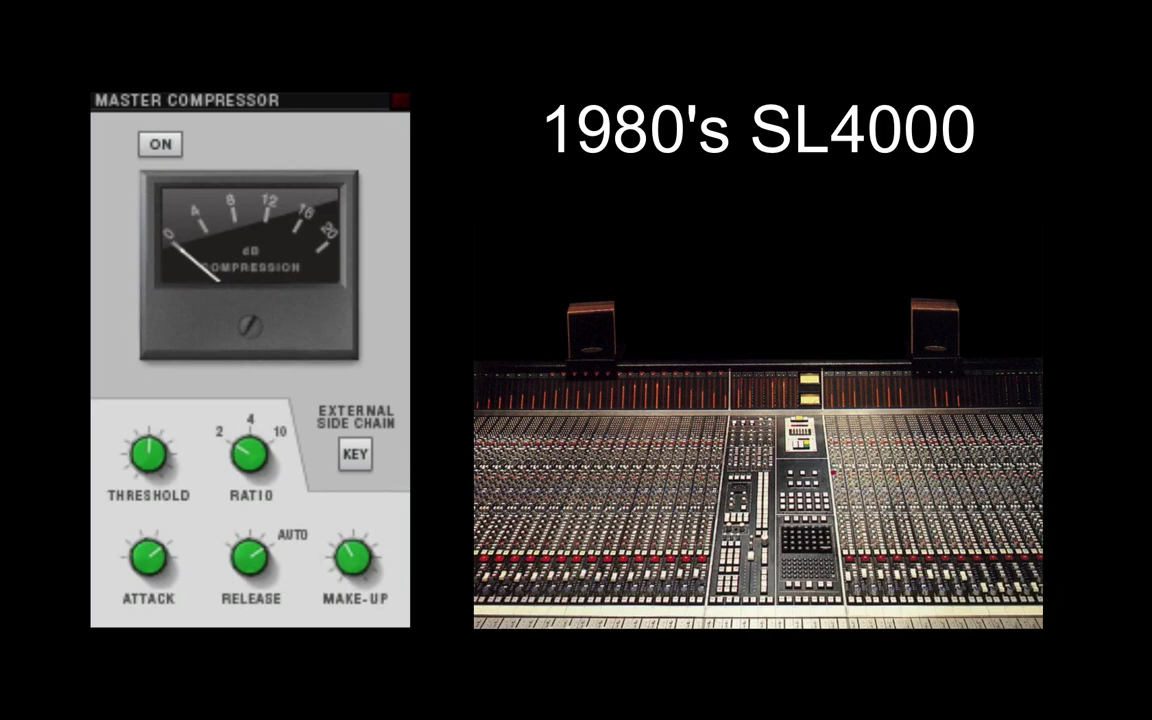 MASTER COMPRESSOR
1980's SL4000
ON
0 4 8 12 16 20
dB
COMPRESSION
EXTERNAL
SIDE CHAIN
2 4 10
KEY
THRESHOLD
RATIO
AUTO
ATTACK
RELEASE
MAKE-UP